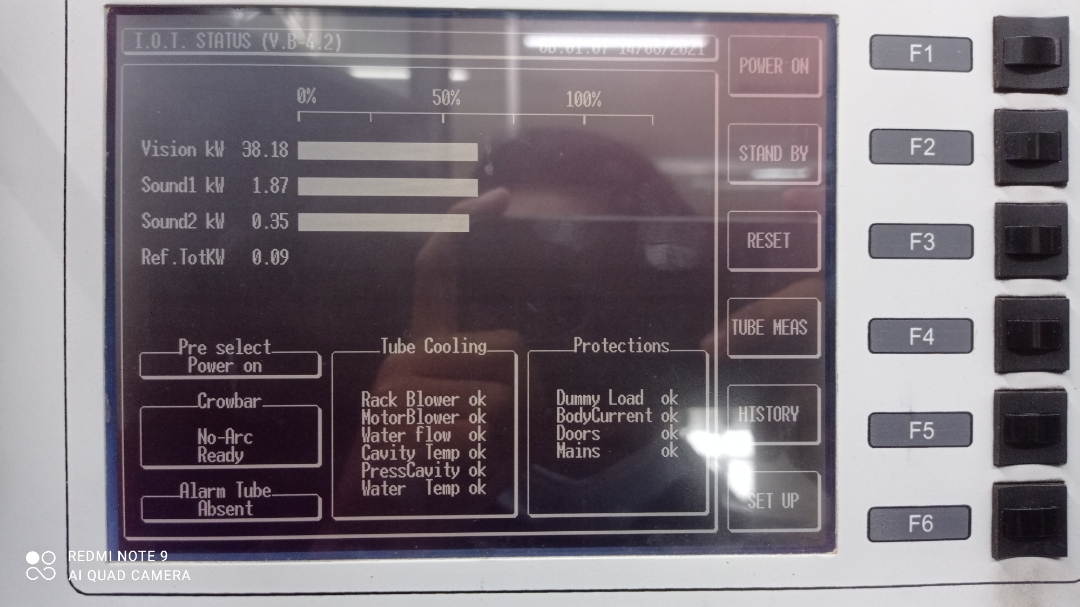 I.O.T. STATUS (V.B-4.2) 14/06/2021
0% 50% 100%
Vision kW 38.18
Sound1 kW 1.87
Sound2 kW 0.35
Ref.TotKW 0.09
Pre select
Power on
Crowbar
No-Arc
Ready
Alarm Tube
Absent
Tube Cooling
Rack Blower ok
MotorBlower ok
Water flow ok
Cavity Temp ok
PressCavity ok
Water Temp ok
Protections
Dummy Load ok
BodyCurrent ok
Doors ok
Mains ok
POWER ON
STAND BY
RESET
TUBE MEAS
HISTORY
SET UP
F1
F2
F3
F4
F5
F6
REDMI NOTE 9
AI QUAD CAMERA